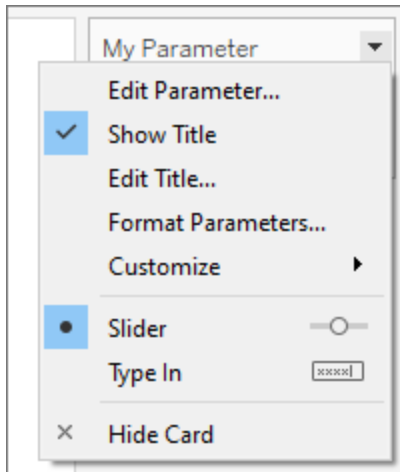 My Parameter
Edit Parameter...
Show Title
Edit Title...
Format Parameters...
Customize
Slider
Type In
xxxx
Hide Card